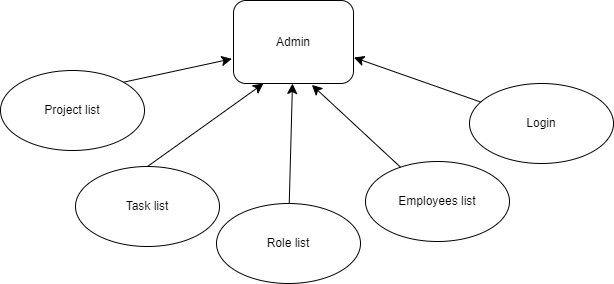 Admin
Project list
Login
Task list
Employees list
Role list